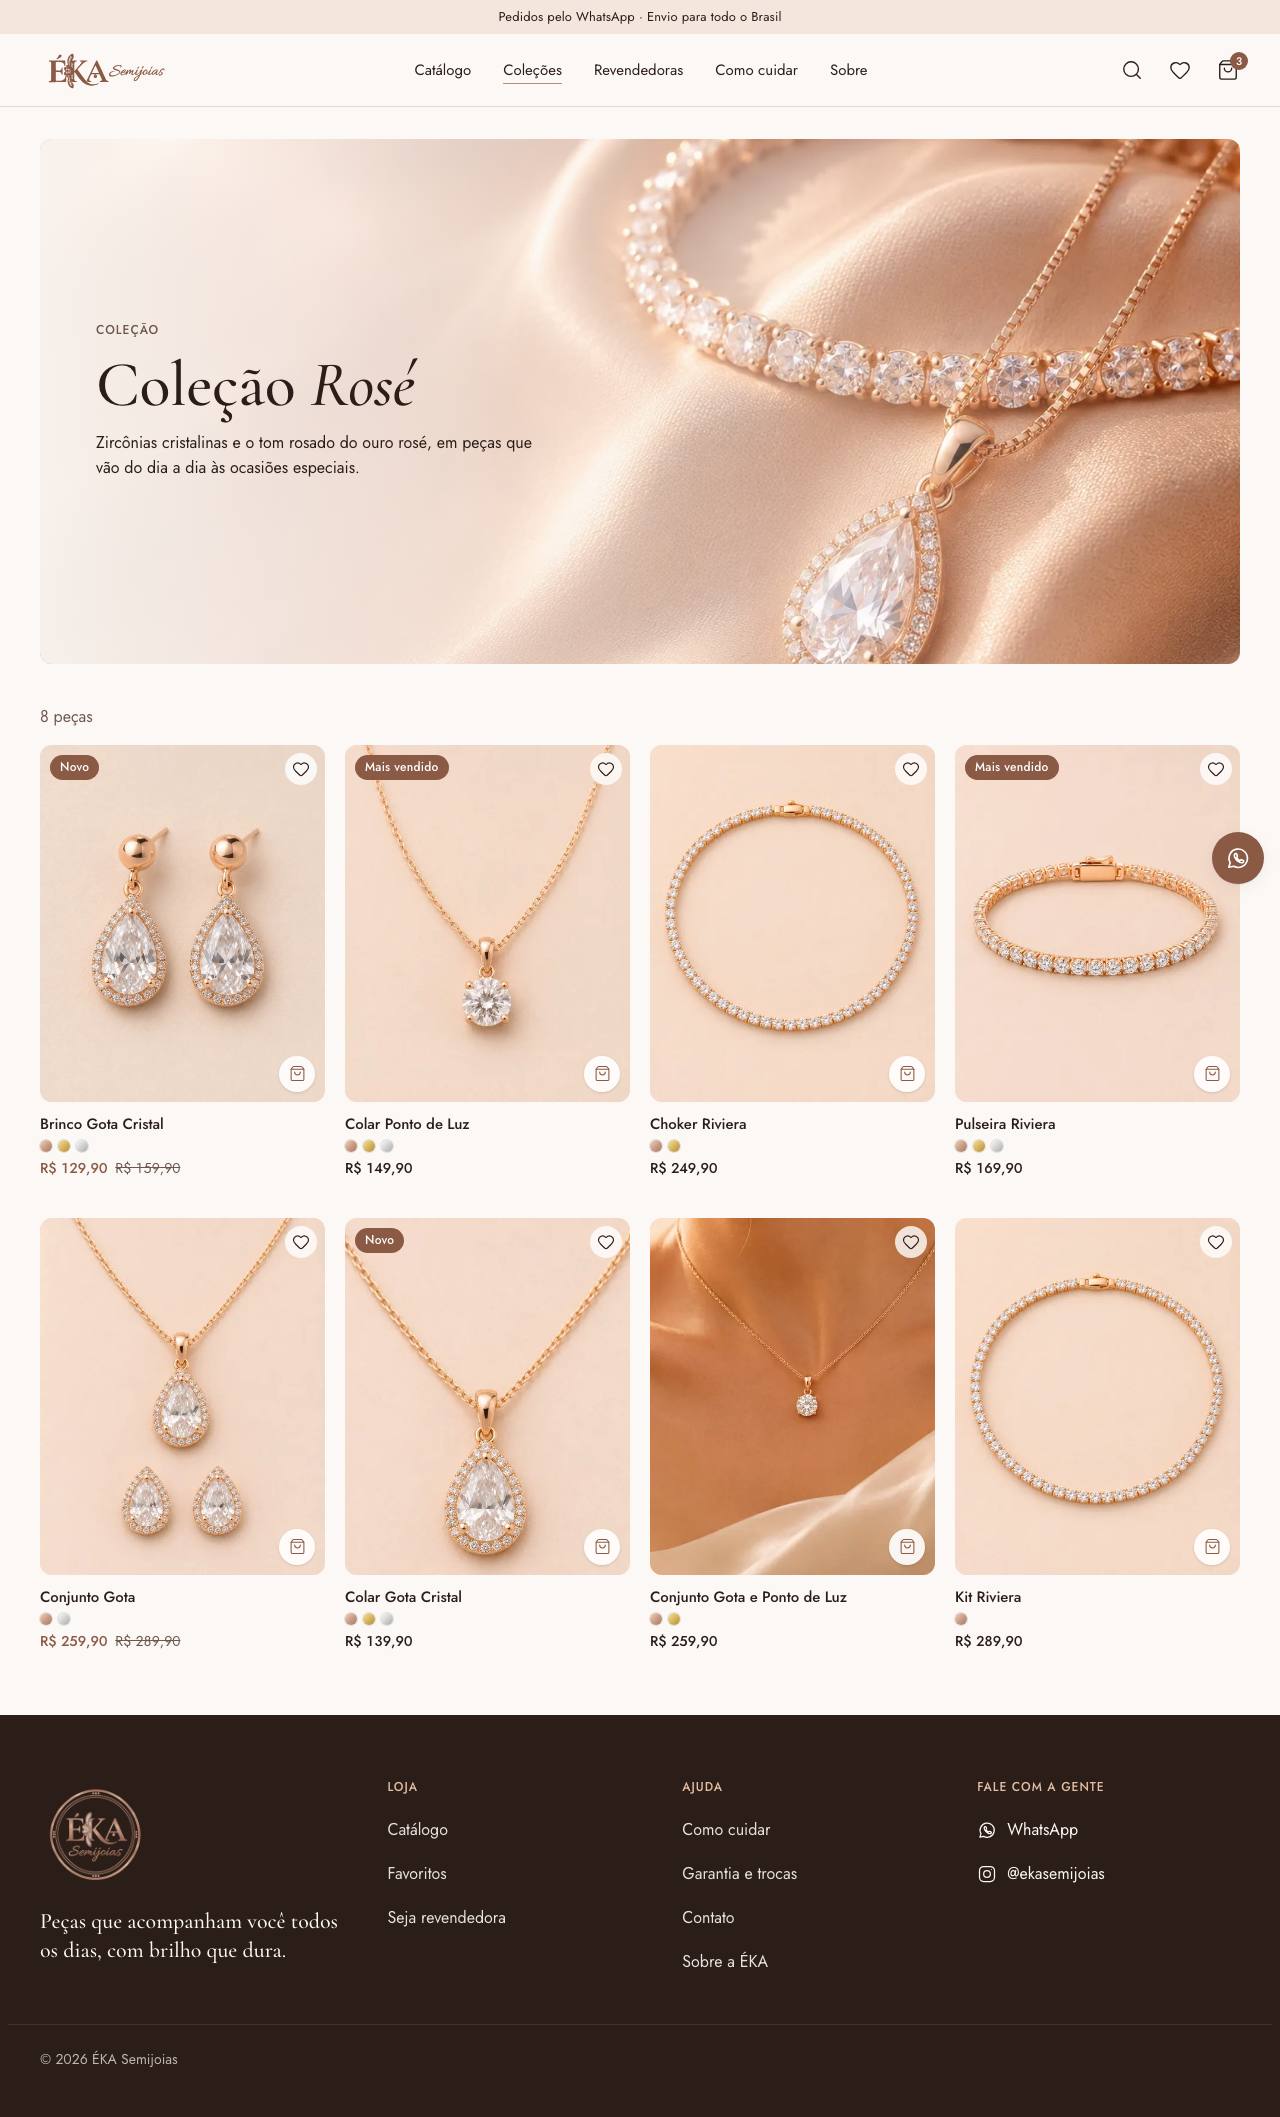 Pedidos pelo WhatsApp · Envio para todo o Brasil
ÉKA Semijoias
Catálogo
Coleções
Revendedoras
Como cuidar
Sobre
3
COLEÇÃO
Coleção Rosé
Zircônias cristalinas e o tom rosado do ouro rosé, em peças que
vão do dia a dia às ocasiões especiais.
8 peças
Novo
Mais vendido
Mais vendido
Brinco Gota Cristal
R$ 129,90 R$ 159,90
Colar Ponto de Luz
R$ 149,90
Choker Riviera
R$ 249,90
Pulseira Riviera
R$ 169,90
Novo
Conjunto Gota
R$ 259,90 R$ 289,90
Colar Gota Cristal
R$ 139,90
Conjunto Gota e Ponto de Luz
R$ 259,90
Kit Riviera
R$ 289,90
ÉKA
Semijoias
Peças que acompanham você todos
os dias, com brilho que dura.
LOJA
Catálogo
Favoritos
Seja revendedora
AJUDA
Como cuidar
Garantia e trocas
Contato
Sobre a ÉKA
FALE COM A GENTE
WhatsApp
@ekasemijoias
© 2026 ÉKA Semijoias